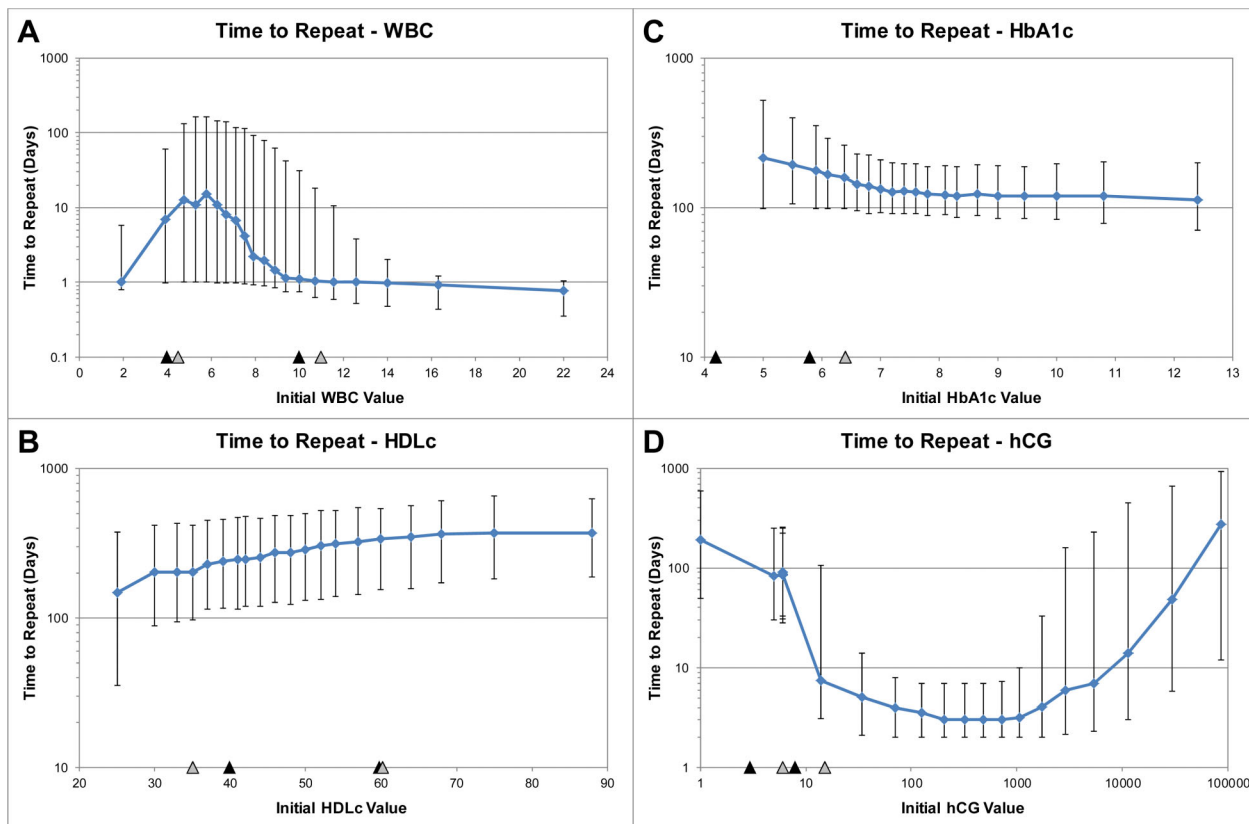 A
Time to Repeat - WBC
Time to Repeat (Days)
1000
100
10
1
0.1
0 2 4 6 8 10 12 14 16 18 20 22 24
Initial WBC Value
C
Time to Repeat - HbA1c
Time to Repeat (Days)
1000
100
10
4 5 6 7 8 9 10 11 12 13
Initial HbA1c Value
B
Time to Repeat - HDLc
Time to Repeat (Days)
1000
100
10
20 30 40 50 60 70 80 90
Initial HDLc Value
D
Time to Repeat - hCG
Time to Repeat (Days)
1000
100
10
1
1 10 100 1000 10000 100000
Initial hCG Value